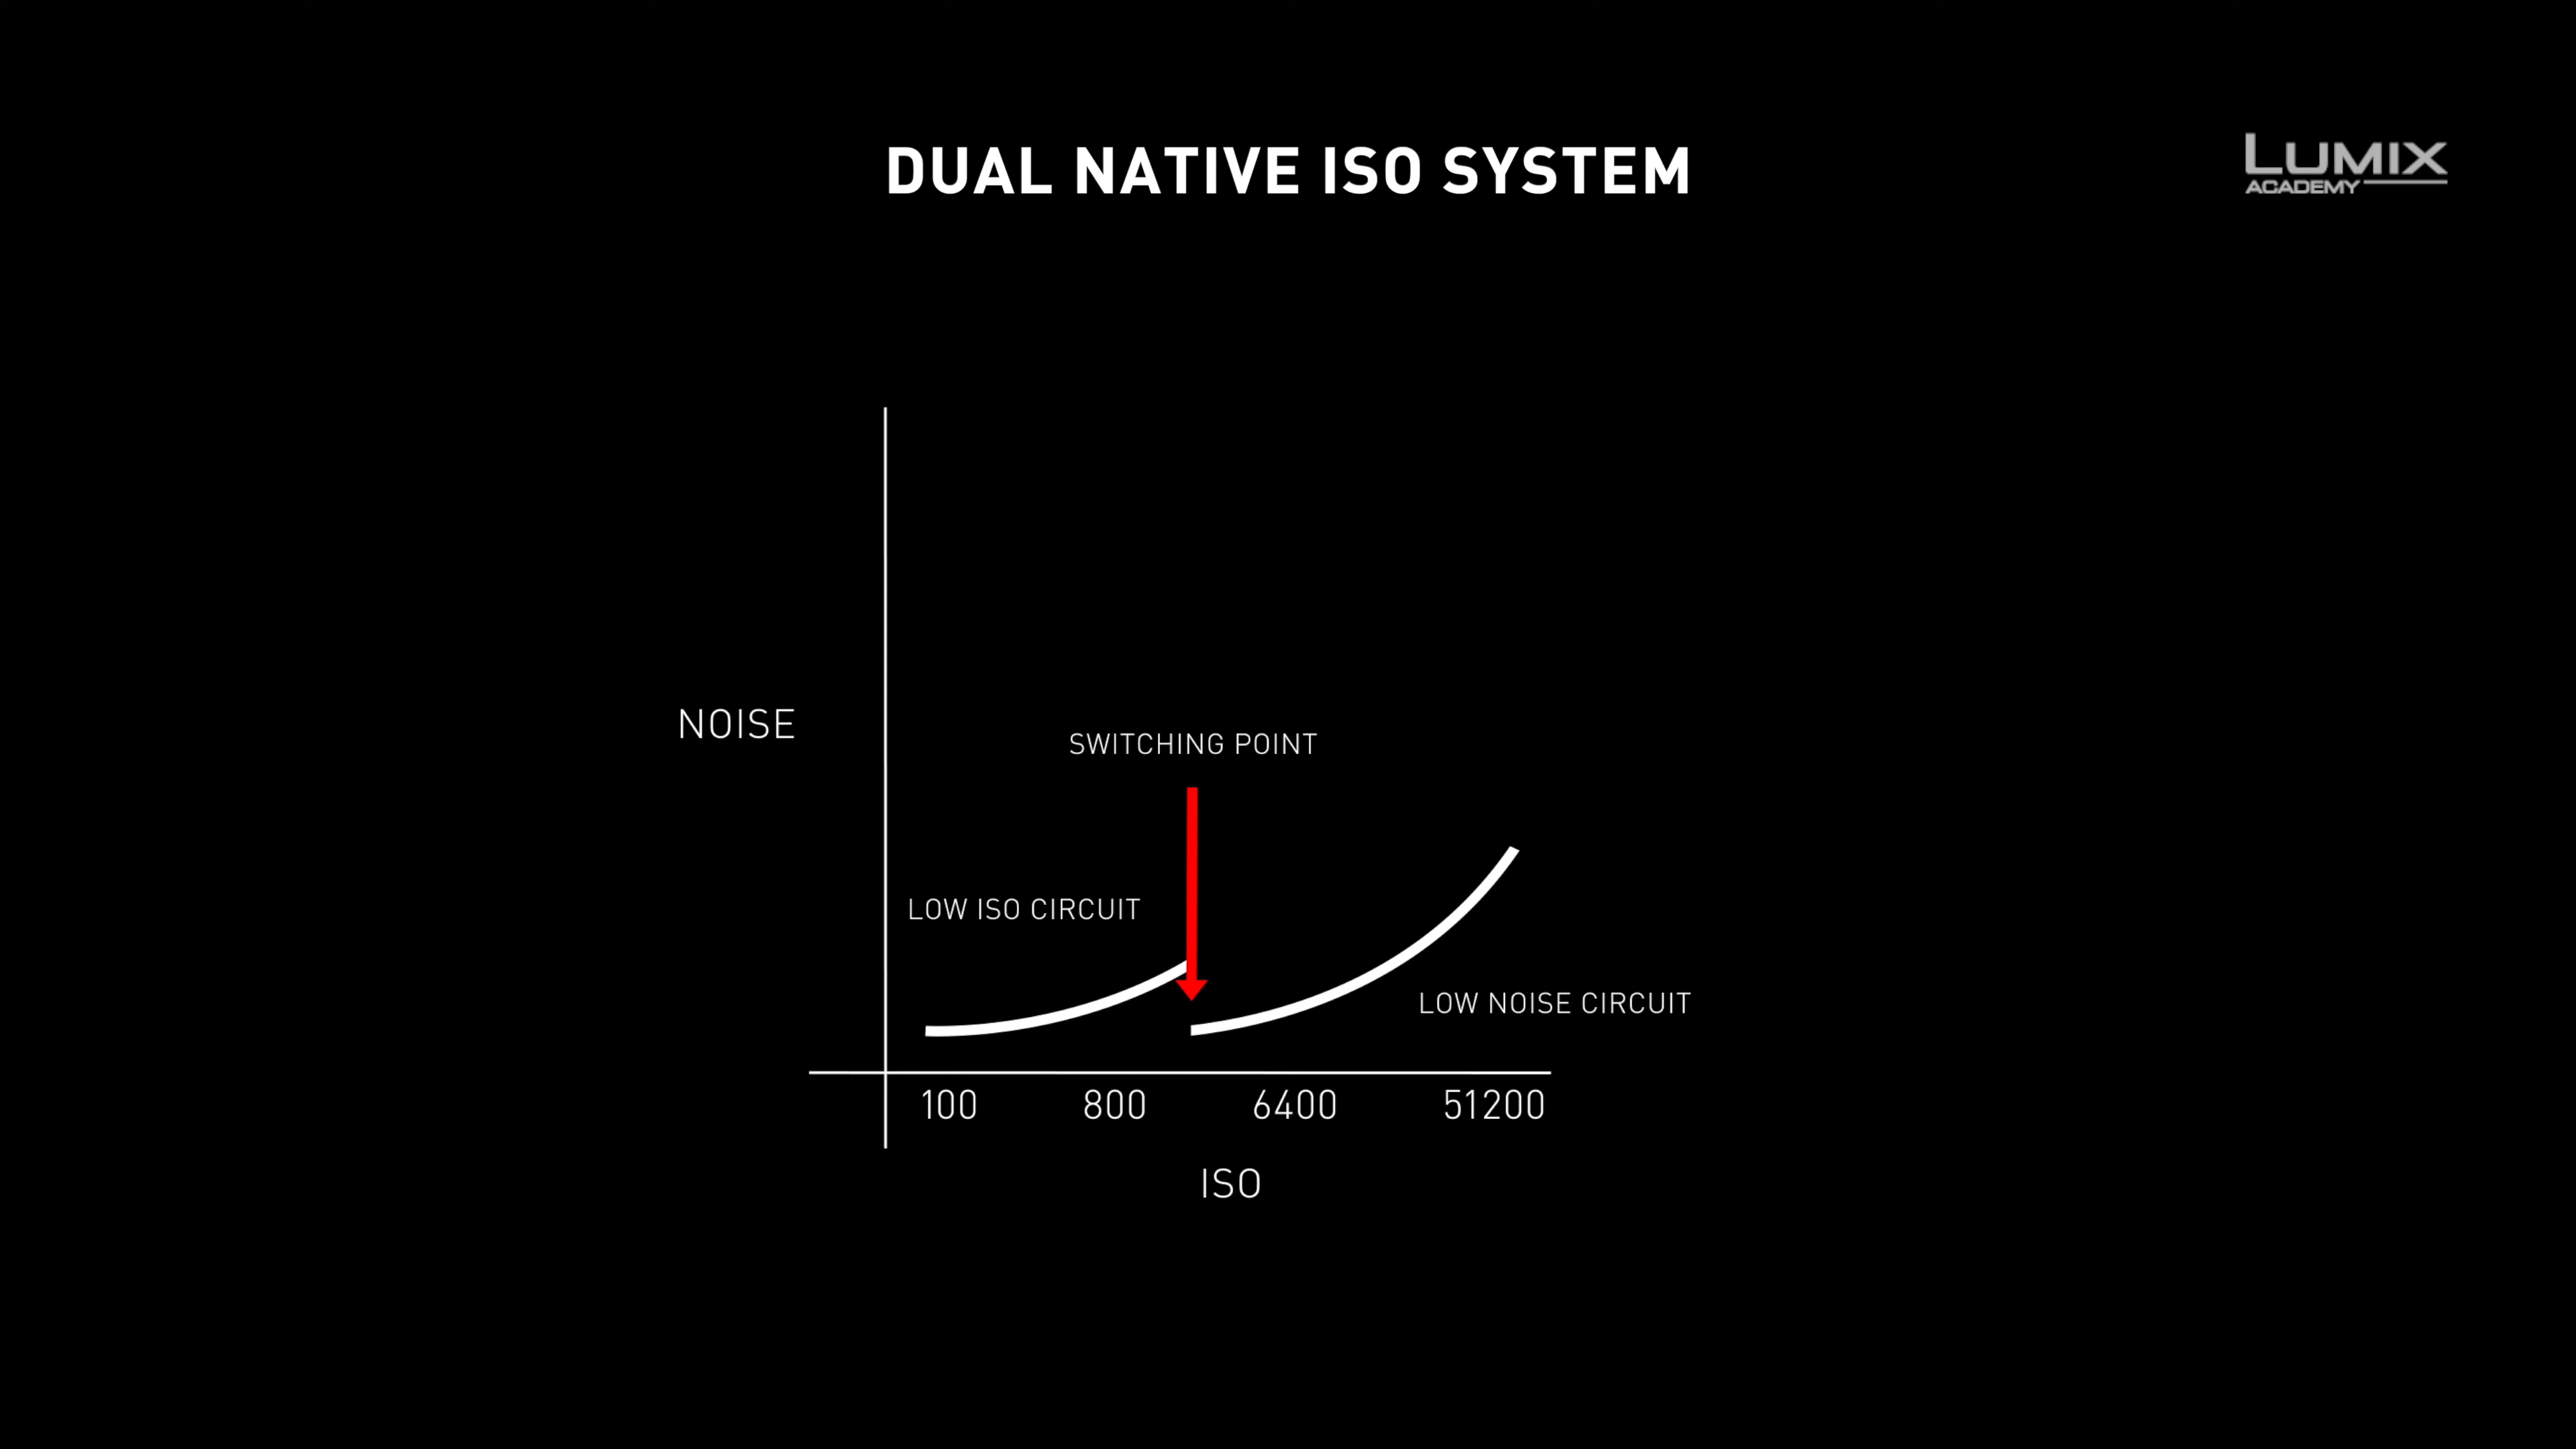 DUAL NATIVE ISO SYSTEM
LUMIX
ACADEMY
NOISE
SWITCHING POINT
LOW ISO CIRCUIT
LOW NOISE CIRCUIT
100 800 6400 51200
ISO